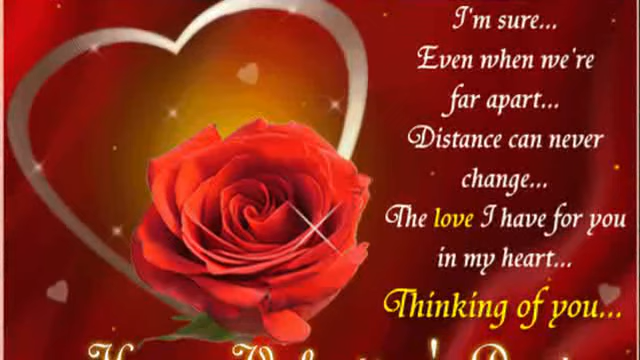 I'm sure...
Even when we're
far apart...
Distance can never
change...
The love I have for you
in my heart...
Thinking of you...